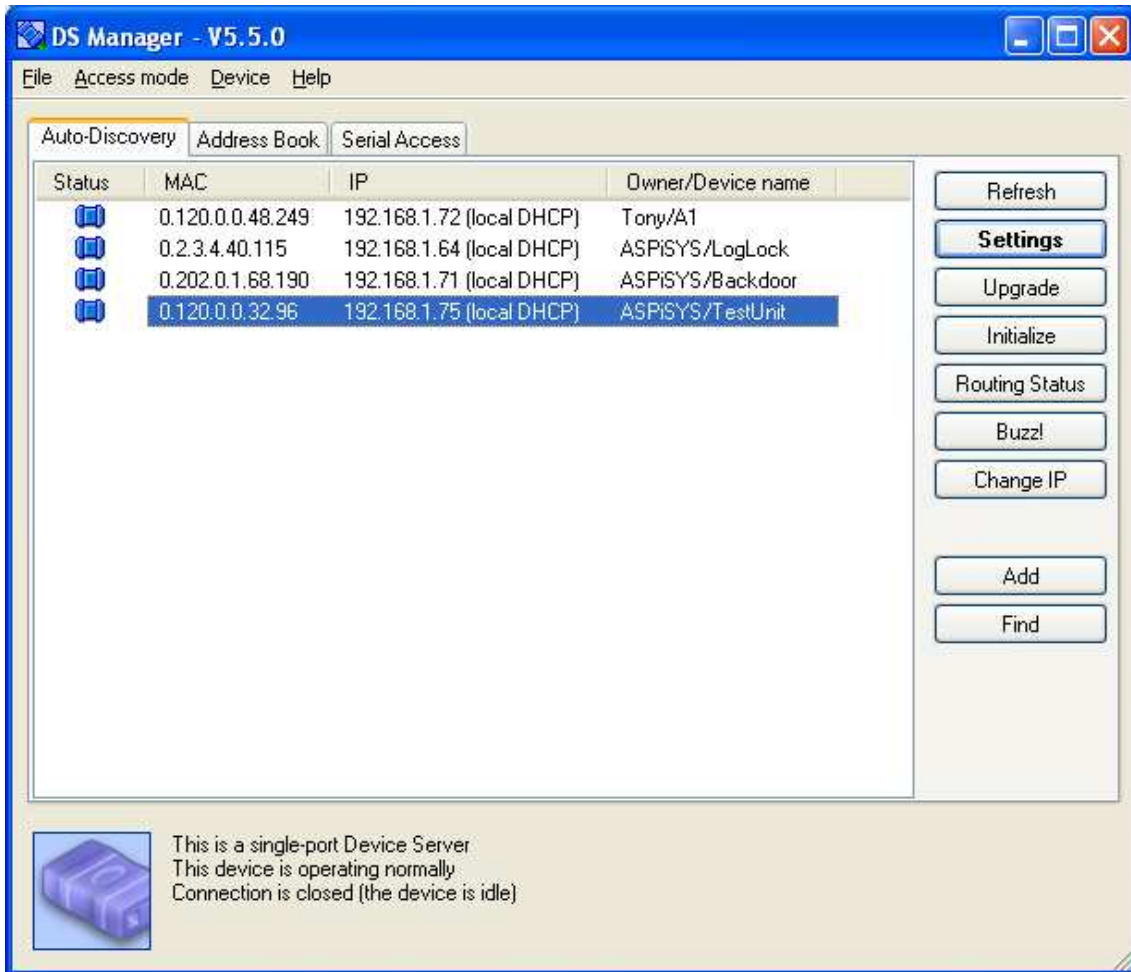 DS Manager - V5.5.0
File Access mode Device Help
Auto-Discovery Address Book Serial Access
Status MAC IP Owner/Device name
0.120.0.0.48.249 192.168.1.72 (local DHCP) Tony/A1
0.2.3.4.40.115 192.168.1.64 (local DHCP) ASPiSYS/LogLock
0.202.0.1.68.190 192.168.1.71 (local DHCP) ASPiSYS/Backdoor
0.120.0.0.32.96 192.168.1.75 (local DHCP) ASPiSYS/TestUnit
Refresh
Settings
Upgrade
Initialize
Routing Status
Buzz!
Change IP
Add
Find
This is a single-port Device Server
This device is operating normally
Connection is closed (the device is idle)